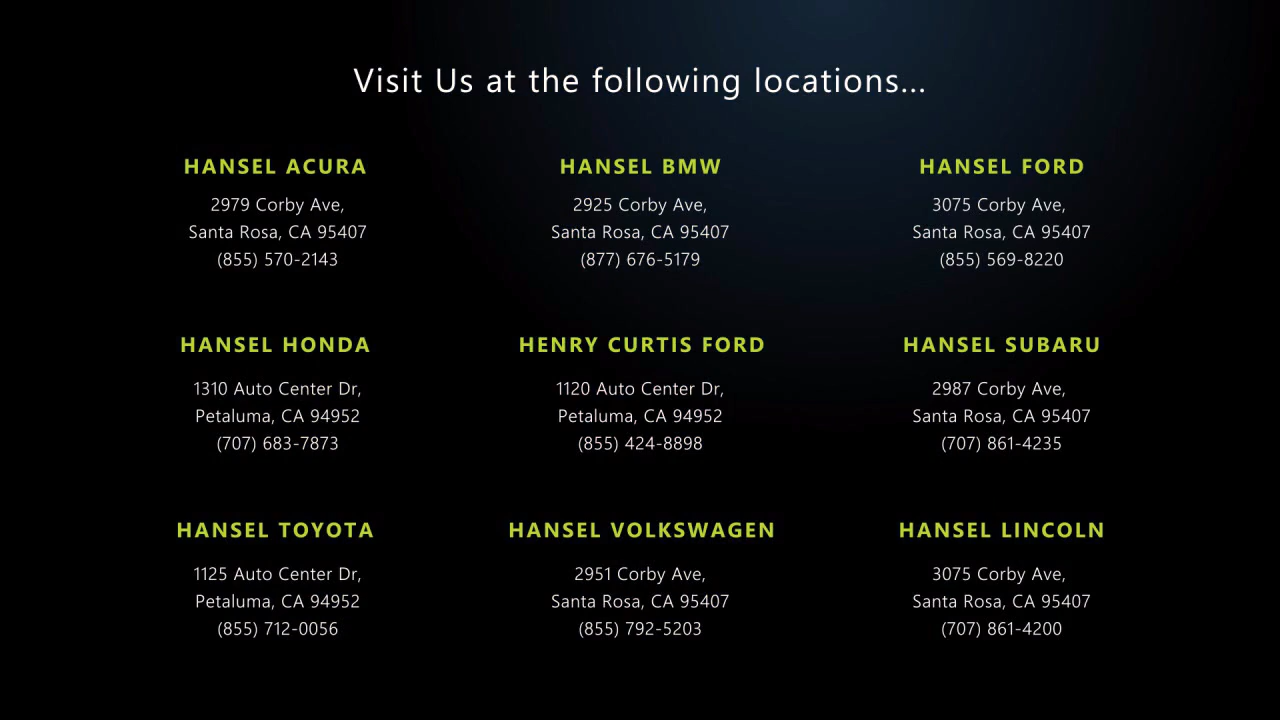 Visit Us at the following locations...
HANSEL ACURA
2979 Corby Ave,
Santa Rosa, CA 95407
(855) 570-2143
HANSEL BMW
2925 Corby Ave,
Santa Rosa, CA 95407
(877) 676-5179
HANSEL FORD
3075 Corby Ave,
Santa Rosa, CA 95407
(855) 569-8220
HANSEL HONDA
1310 Auto Center Dr,
Petaluma, CA 94952
(707) 683-7873
HENRY CURTIS FORD
1120 Auto Center Dr,
Petaluma, CA 94952
(855) 424-8898
HANSEL SUBARU
2987 Corby Ave,
Santa Rosa, CA 95407
(707) 861-4235
HANSEL TOYOTA
1125 Auto Center Dr,
Petaluma, CA 94952
(855) 712-0056
HANSEL VOLKSWAGEN
2951 Corby Ave,
Santa Rosa, CA 95407
(855) 792-5203
HANSEL LINCOLN
3075 Corby Ave,
Santa Rosa, CA 95407
(707) 861-4200